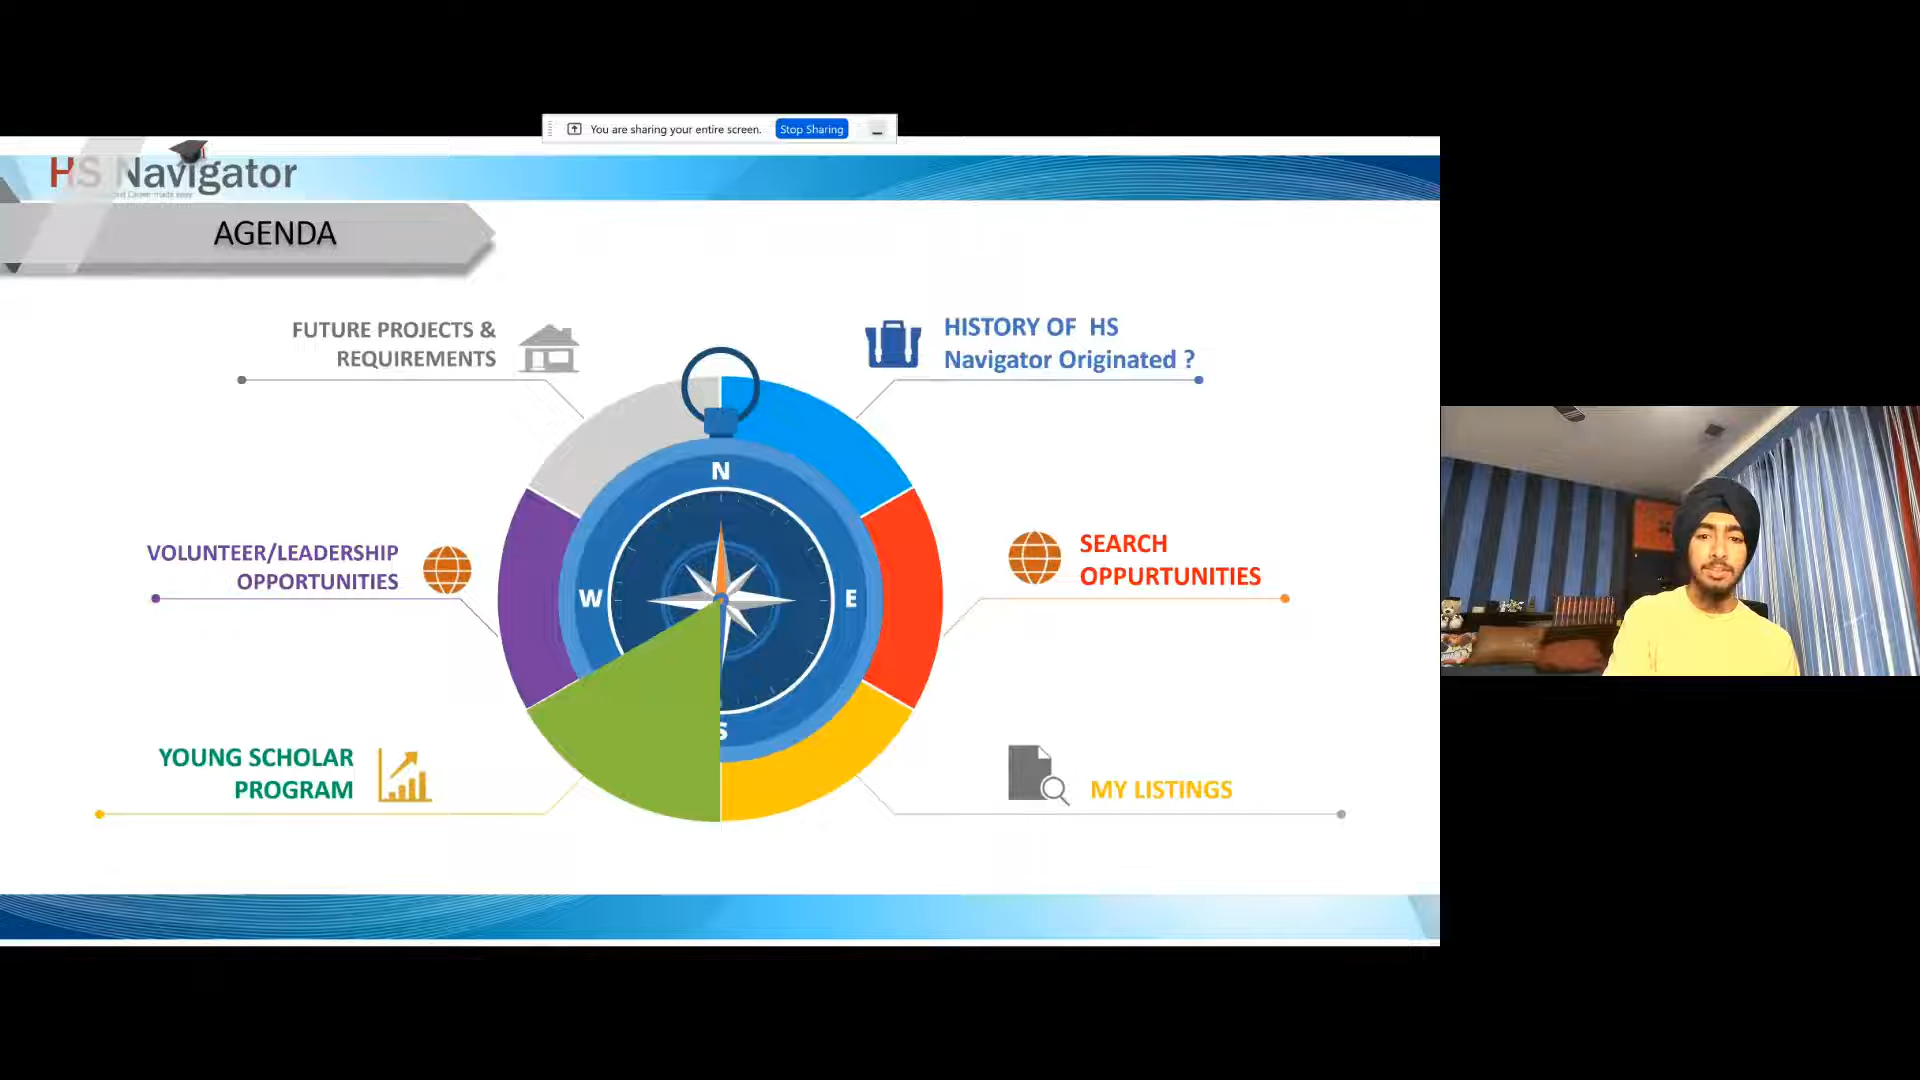 You are sharing your entire screen. Stop Sharing
HS Navigator
AGENDA
FUTURE PROJECTS &
REQUIREMENTS
HISTORY OF HS
Navigator Originated ?
VOLUNTEER/LEADERSHIP
OPPORTUNITIES
SEARCH
OPPURTUNITIES
YOUNG SCHOLAR
PROGRAM
MY LISTINGS
N
W
E
S